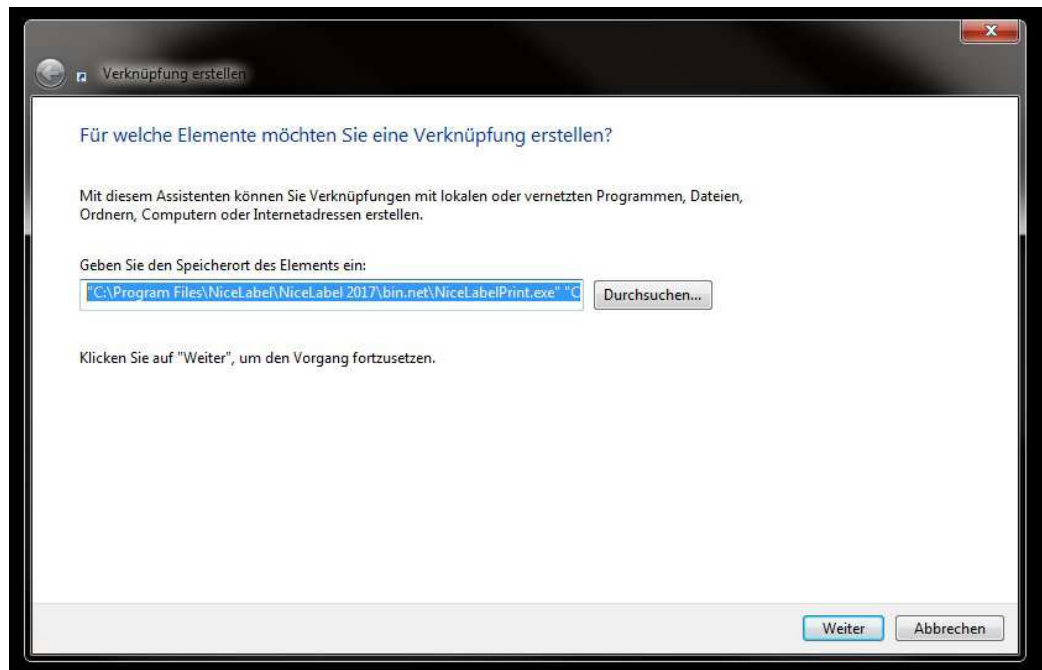 Verknüpfung erstellen
Für welche Elemente möchten Sie eine Verknüpfung erstellen?
Mit diesem Assistenten können Sie Verknüpfungen mit lokalen oder vernetzten Programmen, Dateien,
Ordnern, Computern oder Internetadressen erstellen.
Geben Sie den Speicherort des Elements ein:
"C:\Program Files\NiceLabel\NiceLabel 2017\bin.net\NiceLabelPrint.exe" "C
Durchsuchen...
Klicken Sie auf "Weiter", um den Vorgang fortzusetzen.
Weiter
Abbrechen